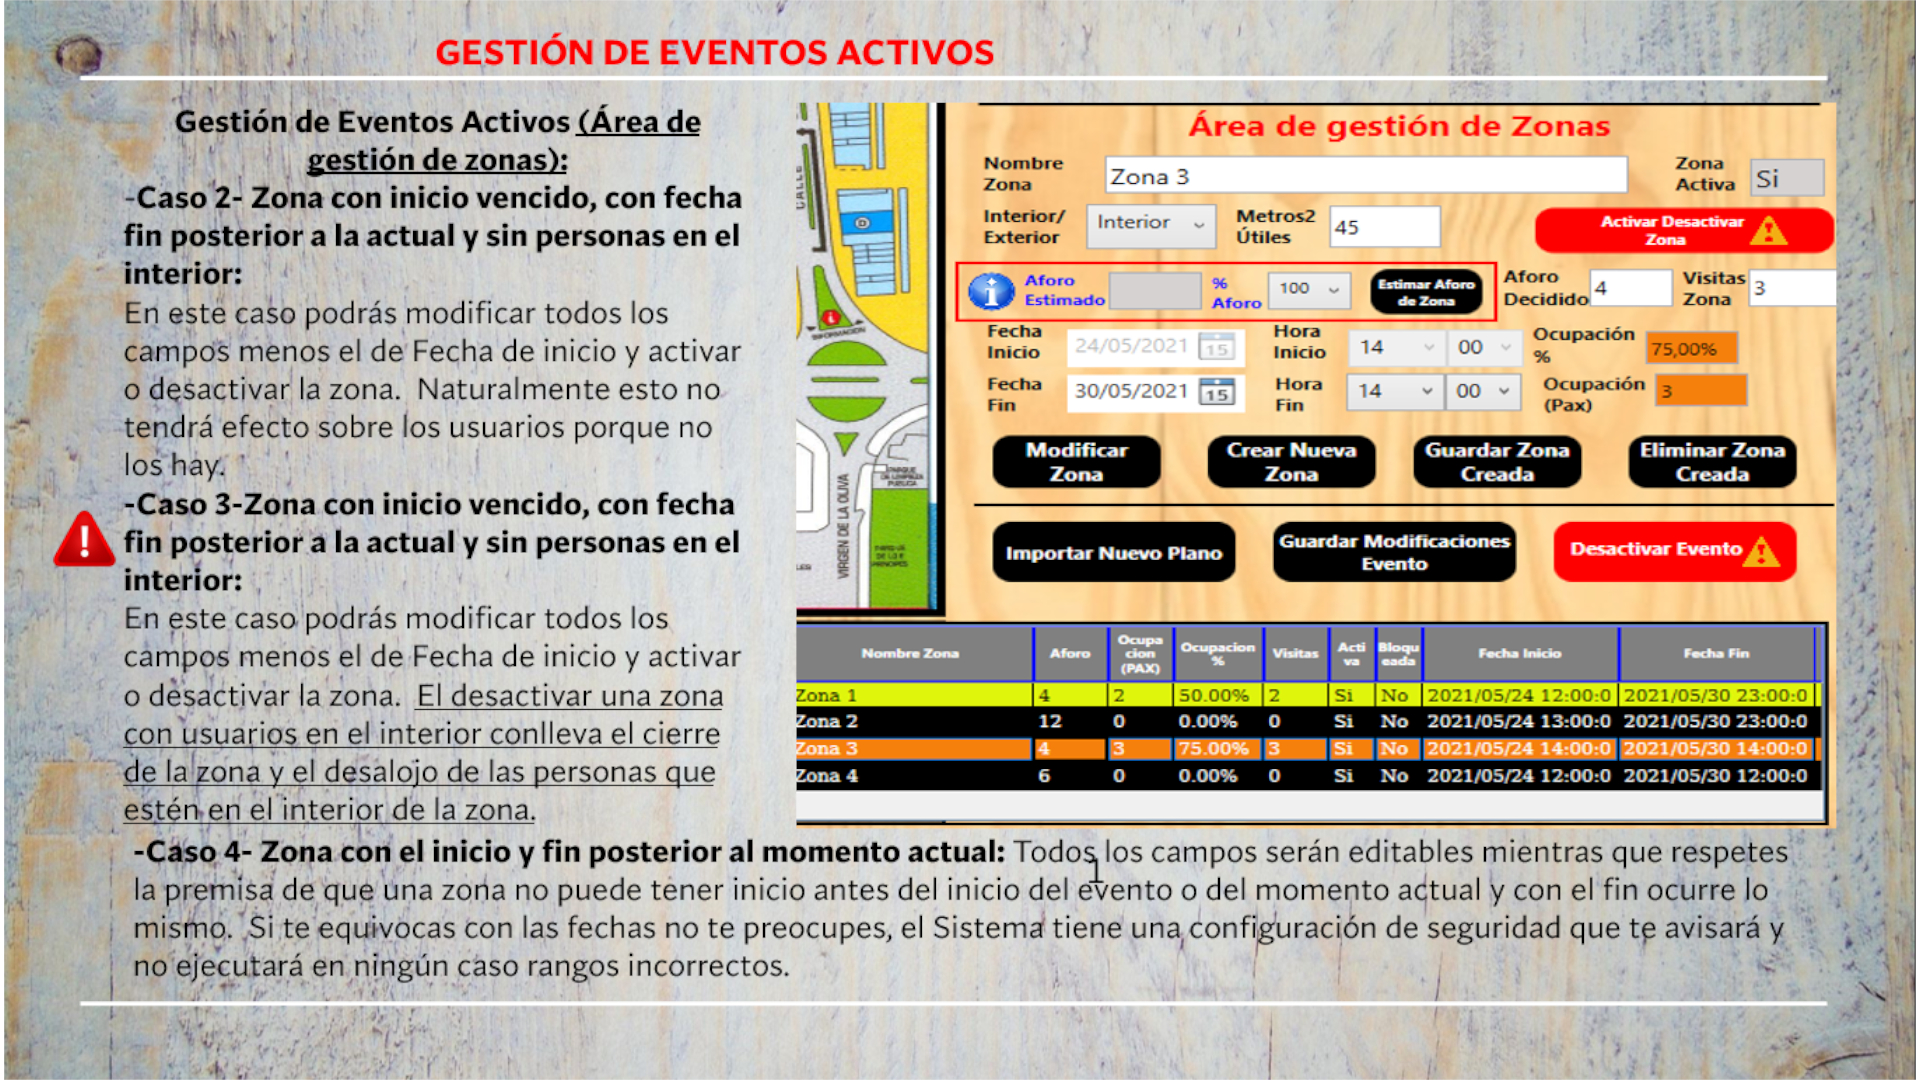 GESTIÓN DE EVENTOS ACTIVOS
Gestión de Eventos Activos (Área de
gestión de zonas):
-Caso 2- Zona con inicio vencido, con fecha
fin posterior a la actual y sin personas en el
interior:
En este caso podrás modificar todos los
campos menos el de Fecha de inicio y activar
o desactivar la zona. Naturalmente esto no
tendrá efecto sobre los usuarios porque no
los hay.
-Caso 3-Zona con inicio vencido, con fecha
fin posterior a la actual y sin personas en el
interior:
En este caso podrás modificar todos los
campos menos el de Fecha de inicio y activar
o desactivar la zona. El desactivar una zona
con usuarios en el interior conlleva el cierre
de la zona y el desalojo de las personas que
estén en el interior de la zona.
-Caso 4- Zona con el inicio y fin posterior al momento actual: Todos los campos serán editables mientras que respetes
la premisa de que una zona no puede tener inicio antes del inicio del evento o del momento actual y con el fin ocurre lo
mismo. Si te equivocas con las fechas no te preocupes, el Sistema tiene una configuración de seguridad que te avisará y
no ejecutará en ningún caso rangos incorrectos.
CALLE
INFORMACION
VIRGEN DE LA OLIVA
Área de gestión de Zonas
Nombre Zona Zona 3 Zona Activa Si
Interior/ Exterior Interior Metros2 Útiles 45 Activar Desactivar Zona
Aforo Estimado % Aforo 100 Estimar Aforo de Zona Aforo Decidido 4 Visitas Zona 3
Fecha Inicio 24/05/2021 15 Hora Inicio 14 00 Ocupación % 75,00%
Fecha Fin 30/05/2021 15 Hora Fin 14 00 Ocupación (Pax) 3
Modificar Zona Crear Nueva Zona Guardar Zona Creada Eliminar Zona Creada
Importar Nuevo Plano Guardar Modificaciones Evento Desactivar Evento
Nombre Zona Aforo Ocupa cion (PAX) Ocupacion % Visitas Acti va Bloqu eada Fecha Inicio Fecha Fin
Zona 1 4 2 50.00% 2 Si No 2021/05/24 12:00:0 2021/05/30 23:00:0
Zona 2 12 0 0.00% 0 Si No 2021/05/24 13:00:0 2021/05/30 23:00:0
Zona 3 4 3 75.00% 3 Si No 2021/05/24 14:00:0 2021/05/30 14:00:0
Zona 4 6 0 0.00% 0 Si No 2021/05/24 12:00:0 2021/05/30 12:00:0